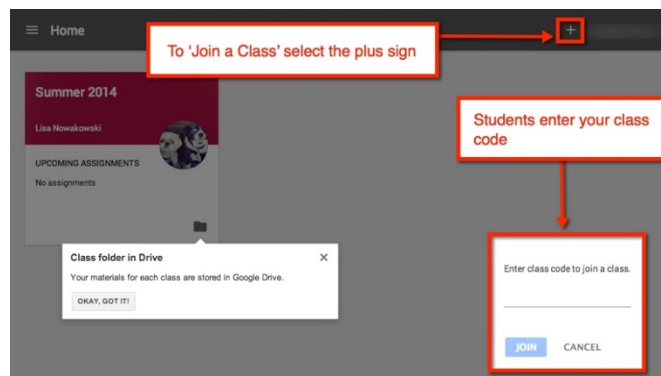 Home
To 'Join a Class' select the plus sign
+
Summer 2014
Lisa Nowakowski
UPCOMING ASSIGNMENTS
No assignments
Students enter your class
code
Class folder in Drive
Your materials for each class are stored in Google Drive.
OKAY, GOT IT!
Enter class code to join a class.
JOIN CANCEL